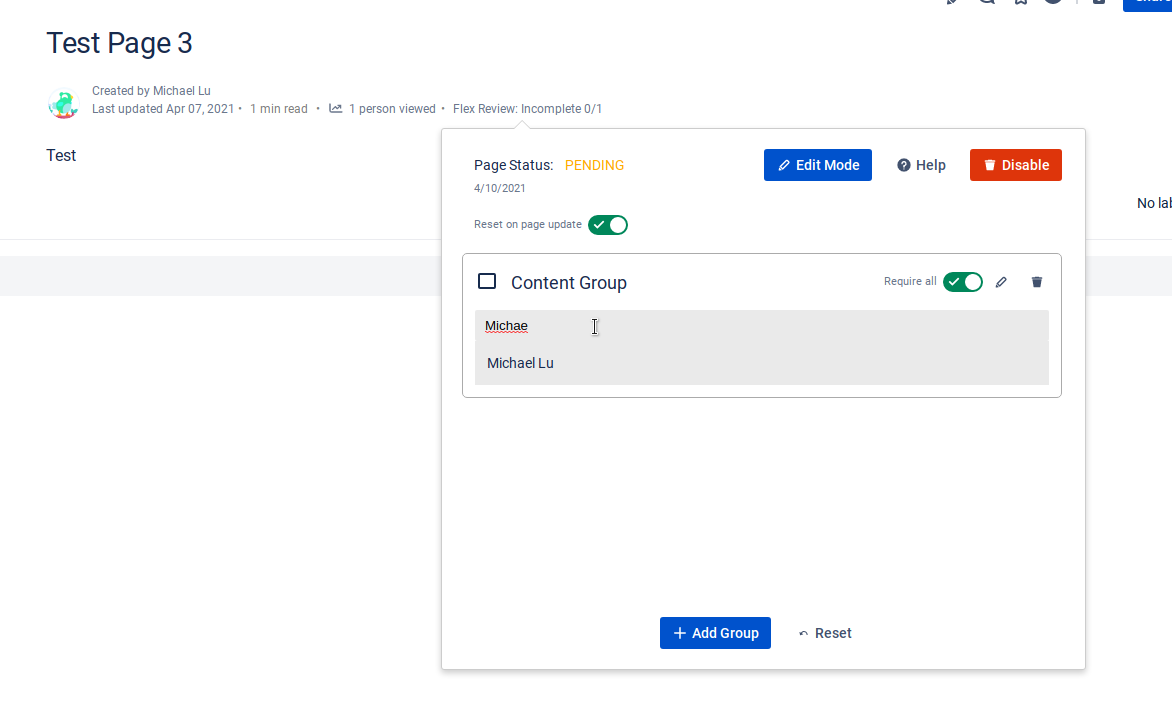 Test Page 3
Created by Michael Lu
Last updated Apr 07, 2021 • 1 min read • 1 person viewed • Flex Review: Incomplete 0/1
Test
Page Status: PENDING
Edit Mode
Help
Disable
4/10/2021
Reset on page update
Content Group
Require all
Michae
Michael Lu
Add Group
Reset